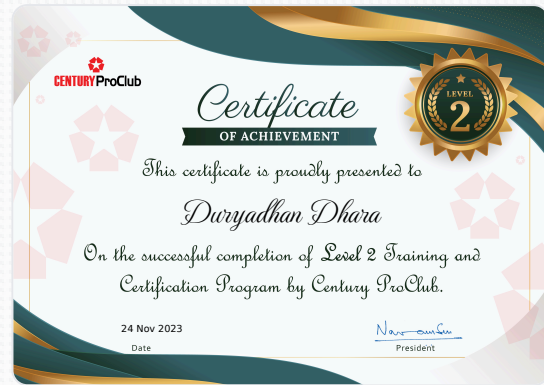 CENTURY ProClub
LEVEL
2
Certificate
OF ACHIEVEMENT
This certificate is proudly presented to
Duryadhan Dhara
On the successful completion of Level 2 Training and
Certification Program by Century ProClub.
24 Nov 2023
Date
President